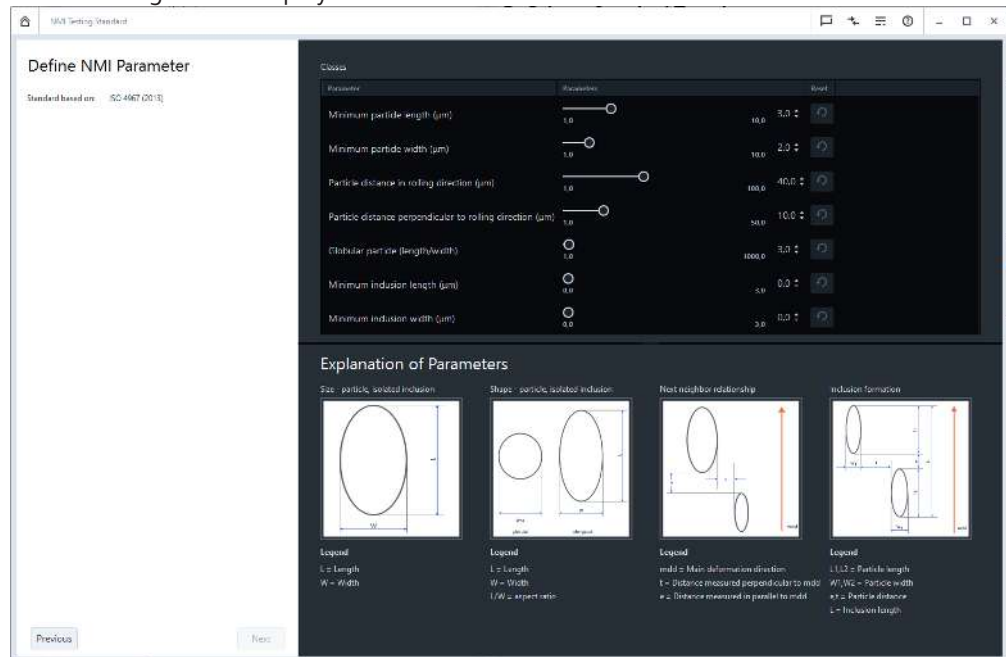 NMI Testing Standard
Define NMI Parameter
Standard based on: ISO 4967 (2013)
Classes
Parameter Parameters Reset
Minimum particle length (µm) 1,0 10,0 3,0
Minimum particle width (µm) 1,0 10,0 2,0
Particle distance in rolling direction (µm) 1,0 100,0 40,0
Particle distance perpendicular to rolling direction (µm) 1,0 50,0 10,0
Globular particle (length/width) 1,0 1000,0 3,0
Minimum inclusion length (µm) 0,0 3,0 0,0
Minimum inclusion width (µm) 0,0 3,0 0,0
Explanation of Parameters
Size - particle, isolated inclusion
W
L
Legend
L = Length
W = Width
Shape - particle, isolated inclusion
Legend
L = Length
W = Width
L/W = aspect ratio
Next neighbor relationship
mdd
Legend
mdd = Main deformation direction
t = Distance measured perpendicular to mdd
e = Distance measured in parallel to mdd
Inclusion formation
mdd
Legend
L1,L2 = Particle length
W1,W2 = Particle width
e,t = Particle distance
L = Inclusion length
Previous
Next